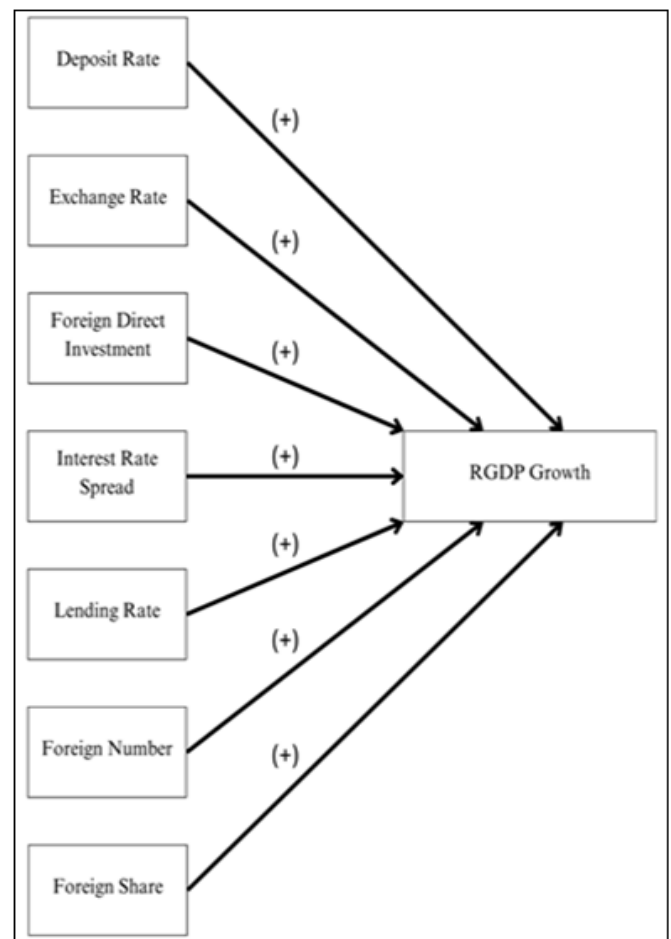 Deposit Rate
(+)
Exchange Rate
(+)
Foreign Direct
Investment
(+)
Interest Rate
Spread
(+)
RGDP Growth
Lending Rate
(+)
Foreign Number
(+)
Foreign Share
(+)